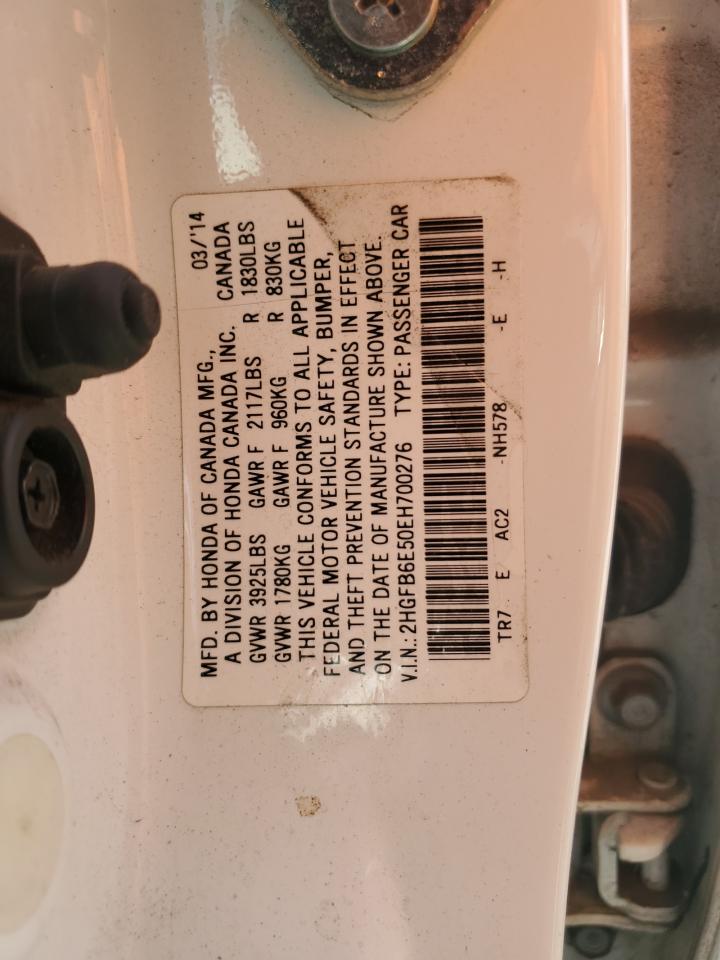 MFD. BY HONDA OF CANADA MFG., 03/'14
A DIVISION OF HONDA CANADA INC. CANADA
GVWR 3925LBS GAWR F 2117LBS R 1830LBS
GVWR 1780KG GAWR F 960KG R 830KG
THIS VEHICLE CONFORMS TO ALL APPLICABLE
FEDERAL MOTOR VEHICLE SAFETY, BUMPER,
AND THEFT PREVENTION STANDARDS IN EFFECT
ON THE DATE OF MANUFACTURE SHOWN ABOVE.
V.I.N.: 2HGFB6E50EH700276 TYPE: PASSENGER CAR
TR7 E AC2 -NH578 -E -H